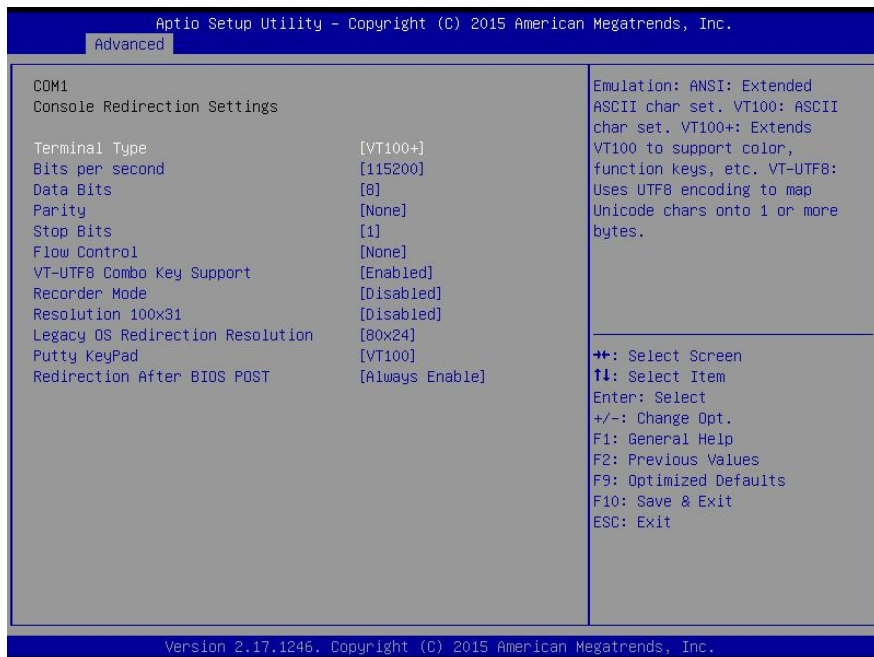 Aptio Setup Utility – Copyright (C) 2015 American Megatrends, Inc.
Advanced
COM1
Console Redirection Settings
Terminal Type [VT100+]
Bits per second [115200]
Data Bits [8]
Parity [None]
Stop Bits [1]
Flow Control [None]
VT-UTF8 Combo Key Support [Enabled]
Recorder Mode [Disabled]
Resolution 100x31 [Disabled]
Legacy OS Redirection Resolution [80x24]
Putty KeyPad [VT100]
Redirection After BIOS POST [Always Enable]
Emulation: ANSI: Extended
ASCII char set. VT100: ASCII
char set. VT100+: Extends
VT100 to support color,
function keys, etc. VT-UTF8:
Uses UTF8 encoding to map
Unicode chars onto 1 or more
bytes.
→←: Select Screen
↑↓: Select Item
Enter: Select
+/-: Change Opt.
F1: General Help
F2: Previous Values
F9: Optimized Defaults
F10: Save & Exit
ESC: Exit
Version 2.17.1246. Copyright (C) 2015 American Megatrends, Inc.